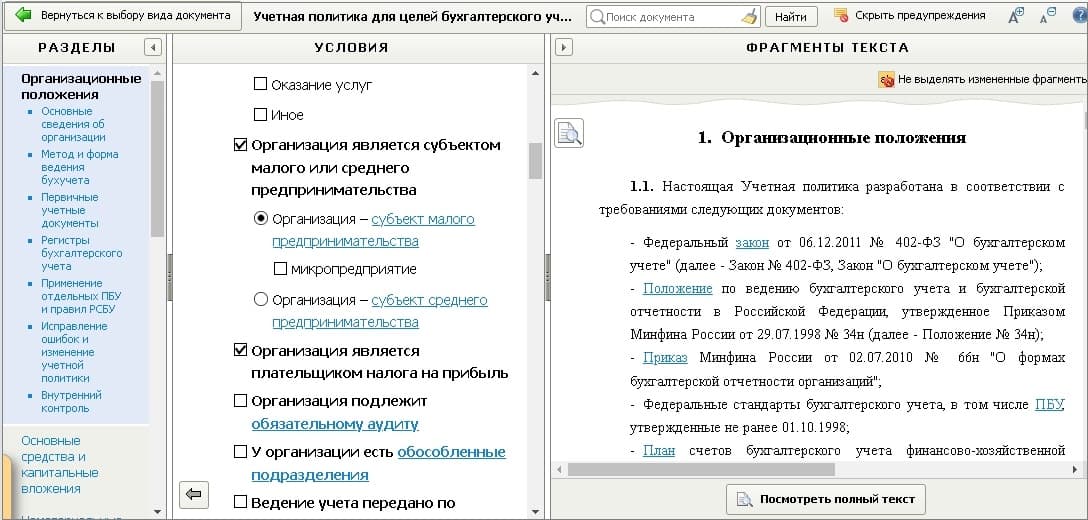 Вернуться к выбору вида документа
Учетная политика для целей бухгалтерского уч...
Поиск документа
Найти
Скрыть предупреждения
РАЗДЕЛЫ
Организационные
положения
Основные
сведения об
организации
Метод и форма
ведения
бухучета
Первичные
учетные
документы
Регистры
бухгалтерского
учета
Применение
отдельных ПБУ
и правил РСБУ
Исправление
ошибок и
изменение
учетной
политики
Внутренний
контроль
Основные
средства и
капитальные
вложения
УСЛОВИЯ
Оказание услуг
Иное
Организация является субъектом
малого или среднего
предпринимательства
Организация – субъект малого
предпринимательства
микропредприятие
Организация – субъект среднего
предпринимательства
Организация является
плательщиком налога на прибыль
Организация подлежит
обязательному аудиту
У организации есть обособленные
подразделения
Ведение учета передано по
ФРАГМЕНТЫ ТЕКСТА
Не выделять измененные фрагменты
1. Организационные положения
1.1. Настоящая Учетная политика разработана в соответствии с
требованиями следующих документов:
- Федеральный закон от 06.12.2011 № 402-ФЗ "О бухгалтерском
учете" (далее - Закон № 402-ФЗ, Закон "О бухгалтерском учете");
- Положение по ведению бухгалтерского учета и бухгалтерской
отчетности в Российской Федерации, утвержденное Приказом
Минфина России от 29.07.1998 № 34н (далее - Положение № 34н);
- Приказ Минфина России от 02.07.2010 № 66н "О формах
бухгалтерской отчетности организаций";
- Федеральные стандарты бухгалтерского учета, в том числе ПБУ,
утвержденные не ранее 01.10.1998;
- План счетов бухгалтерского учета финансово-хозяйственной
Посмотреть полный текст